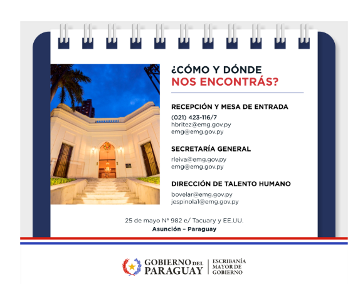 ¿CÓMO Y DÓNDE
NOS ENCONTRÁS?
RECEPCIÓN Y MESA DE ENTRADA
(021) 423-116/7
nbritez@emg.gov.py
emg@emg.gov.py
SECRETARÍA GENERAL
rleiva@emg.gov.py
emg@emg.gov.py
DIRECCIÓN DE TALENTO HUMANO
bovelar@emg.gov.py
jespinola1@emg.gov.py
25 de mayo N° 982 e/ Tacuary y EE.UU.
Asunción – Paraguay
GOBIERNO DEL
PARAGUAY
ESCRIBANÍA
MAYOR DE
GOBIERNO